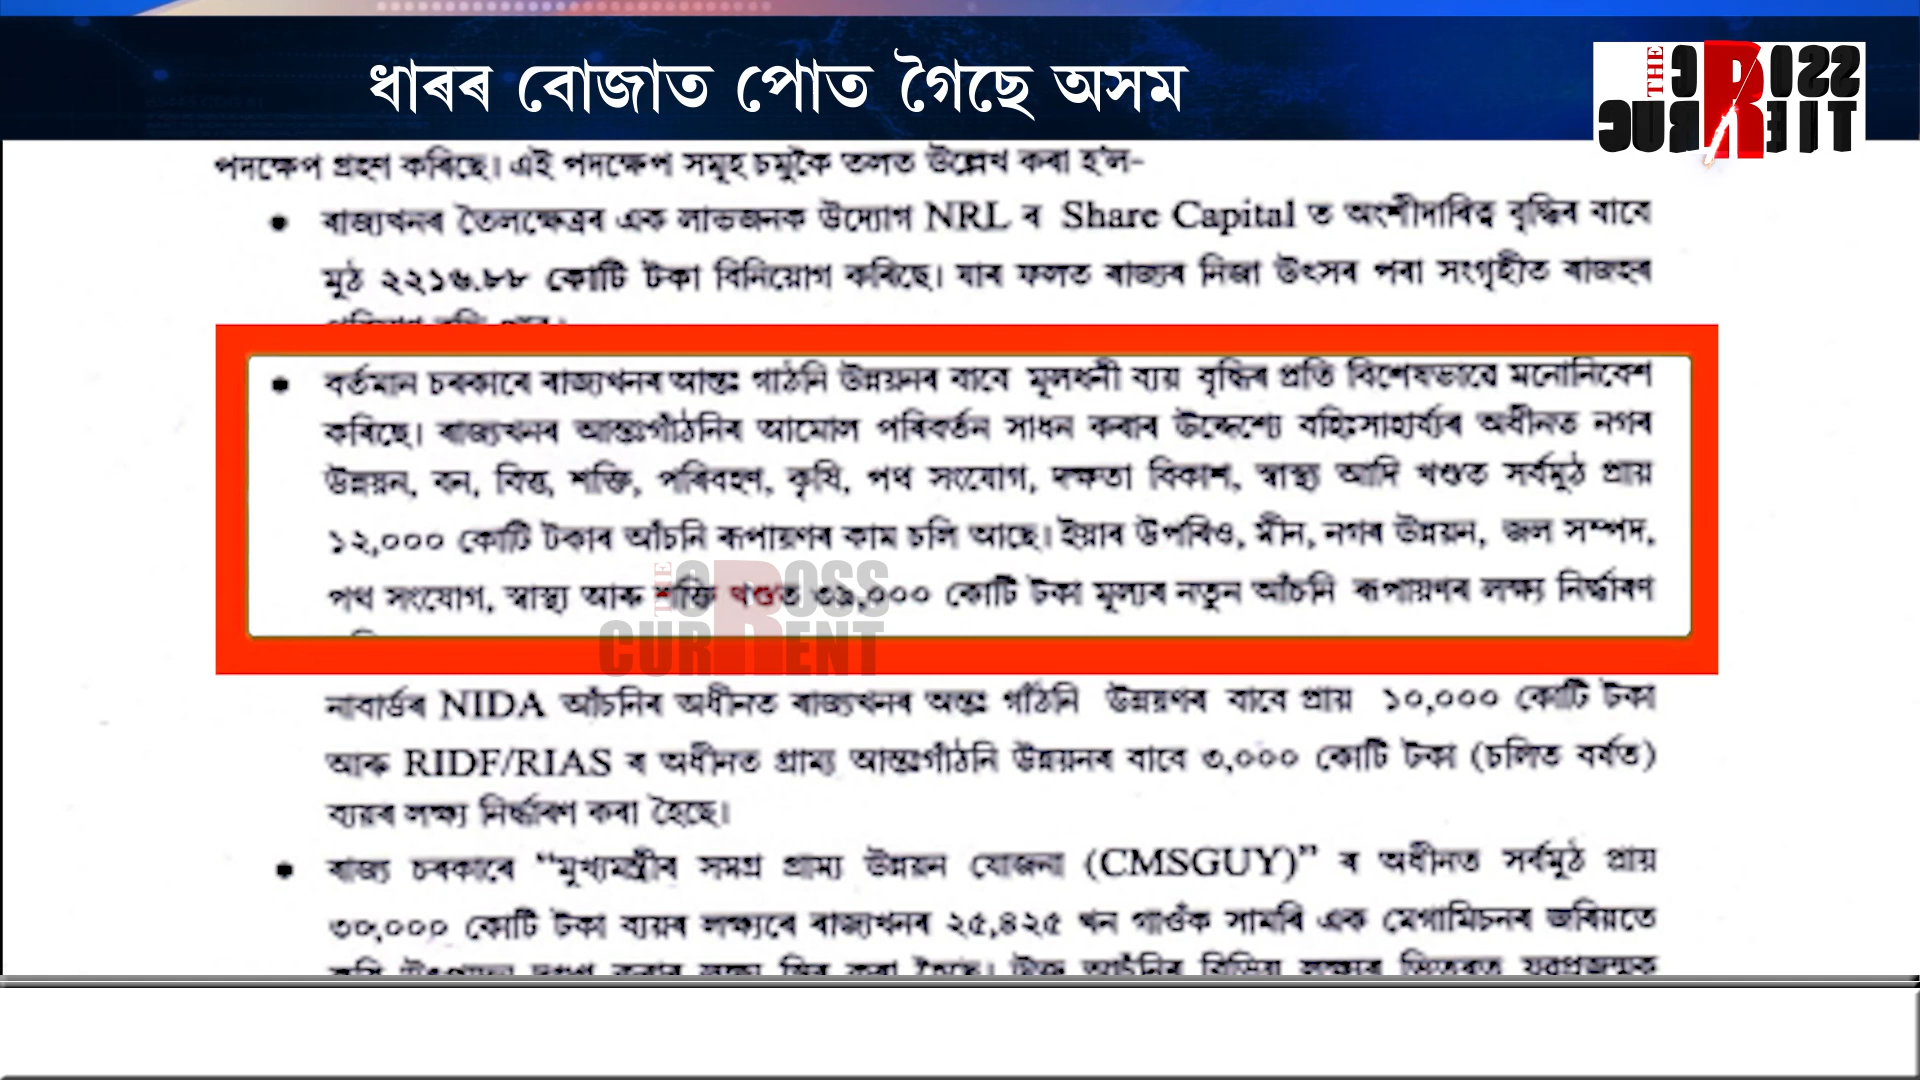 ধাৰৰ বোজাত পোত গৈছে অসম
THE CROSS CURRENT
পদক্ষেপ গ্ৰহণ কৰিছে। এই পদক্ষেপ সমূহ চমুকৈ তলত উল্লেখ কৰা হ'ল-
● ৰাজ্যখনৰ তৈলক্ষেত্ৰৰ এক লাভজনক উদ্যোগ NRL ৰ Share Capital ত অংশীদাৰিত্ব বৃদ্ধিৰ বাবে
মুঠ ২২১৬.৮৮ কোটি টকা বিনিয়োগ কৰিছে। যাৰ ফলত ৰাজ্যৰ নিজা উৎসৰ পৰা সংগৃহীত ৰাজহৰ
● বৰ্তমান চৰকাৰে ৰাজ্যখনৰ আন্তঃ গাঠনি উন্নয়নৰ বাবে মূলধনী ব্যয় বৃদ্ধিৰ প্ৰতি বিশেষভাৱে মনোনিবেশ
কৰিছে। ৰাজ্যখনৰ আন্তঃগাঁঠনিৰ আমোল পৰিবৰ্তন সাধন কৰাৰ উদ্দেশ্যে বহিঃসাহাৰ্য্যৰ অধীনত নগৰ
উন্নয়ন, বন, বিত্ত, শক্তি, পৰিবহণ, কৃষি, পথ সংযোগ, দক্ষতা বিকাশ, স্বাস্থ্য আদি খণ্ডত সৰ্বমুঠ প্ৰায়
১২,০০০ কোটি টকাৰ আঁচনি ৰূপায়ণৰ কাম চলি আছে। ইয়াৰ উপৰিও, মীন, নগৰ উন্নয়ন, জল সম্পদ,
পথ সংযোগ, স্বাস্থ্য আৰু শক্তি খণ্ডত ৩৯,০০০ কোটি টকা মূল্যৰ নতুন আঁচনি ৰূপায়ণৰ লক্ষ্য নিৰ্দ্ধাৰণ
THE CROSS CURRENT
নাবাৰ্ডৰ NIDA আঁচনিৰ অধীনত ৰাজ্যখনৰ অন্তঃ গাঁঠনি উন্নয়ণৰ বাবে প্ৰায় ১০,০০০ কোটি টকা
আৰু RIDF/RIAS ৰ অধীনত গ্ৰাম্য আন্তঃগাঁঠনি উন্নয়নৰ বাবে ৩,০০০ কোটি টকা (চলিত বৰ্ষত)
ব্যয়ৰ লক্ষ্য নিৰ্দ্ধাৰণ কৰা হৈছে।
● ৰাজ্য চৰকাৰে “মুখ্যমন্ত্ৰীৰ সমগ্ৰ গ্ৰাম্য উন্নয়ন যোজনা (CMSGUY)” ৰ অধীনত সৰ্বমুঠ প্ৰায়
৩০,০০০ কোটি টকা ব্যয়ৰ লক্ষ্যৰে ৰাজ্যখনৰ ২৫,৪২৫ খন গাওঁক সামৰি এক মেগামিচনৰ জৰিয়তে